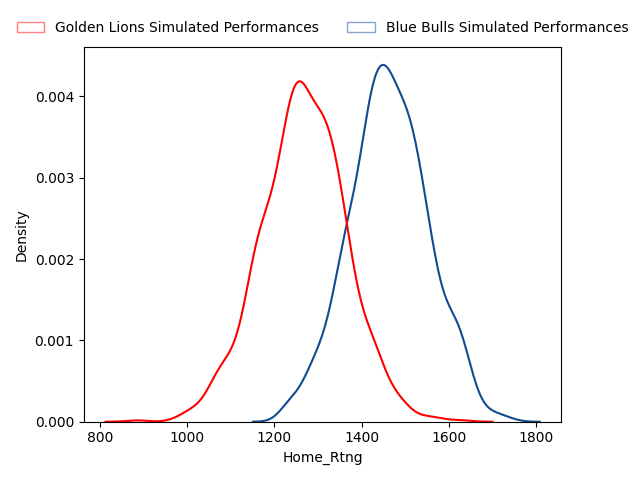 Golden Lions Simulated Performances
Blue Bulls Simulated Performances
Density
0.004
0.003
0.002
0.001
0.000
800
1000
1200
1400
1600
1800
Home_Rtng